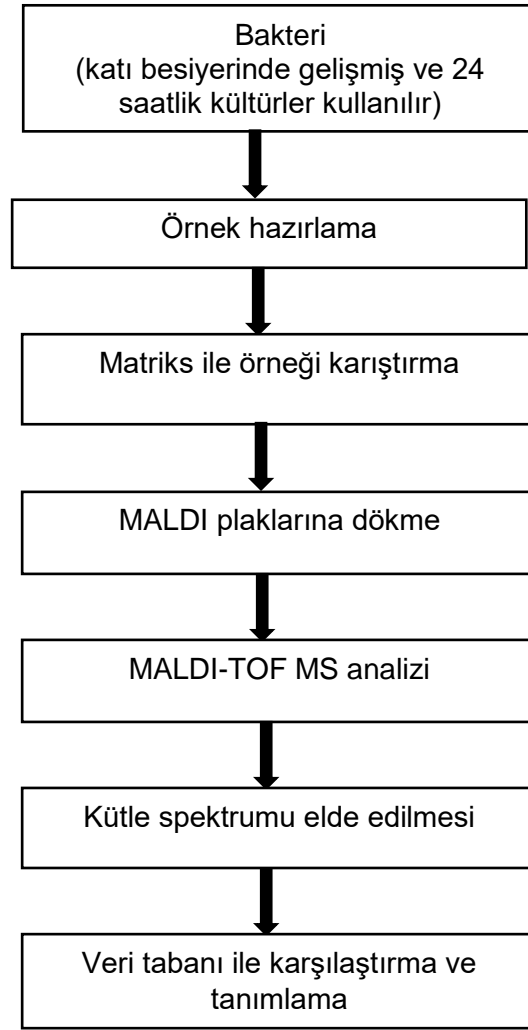 Bakteri
(katı besiyerinde gelişmiş ve 24
saatlik kültürler kullanılır)
Örnek hazırlama
Matriks ile örneği karıştırma
MALDI plaklarına dökme
MALDI-TOF MS analizi
Kütle spektrumu elde edilmesi
Veri tabanı ile karşılaştırma ve
tanımlama